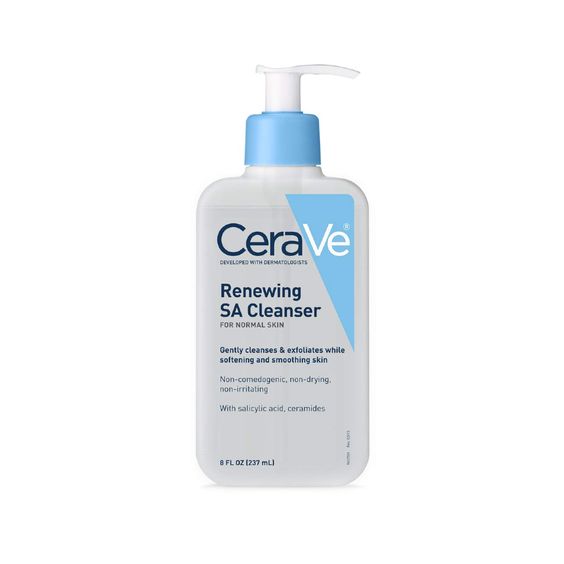 CeraVe®
DEVELOPED WITH DERMATOLOGISTS
Renewing
SA Cleanser
FOR NORMAL SKIN
Gently cleanses & exfoliates while
softening and smoothing skin
Non-comedogenic, non-drying,
non-irritating
With salicylic acid, ceramides
8 FL OZ (237 mL)